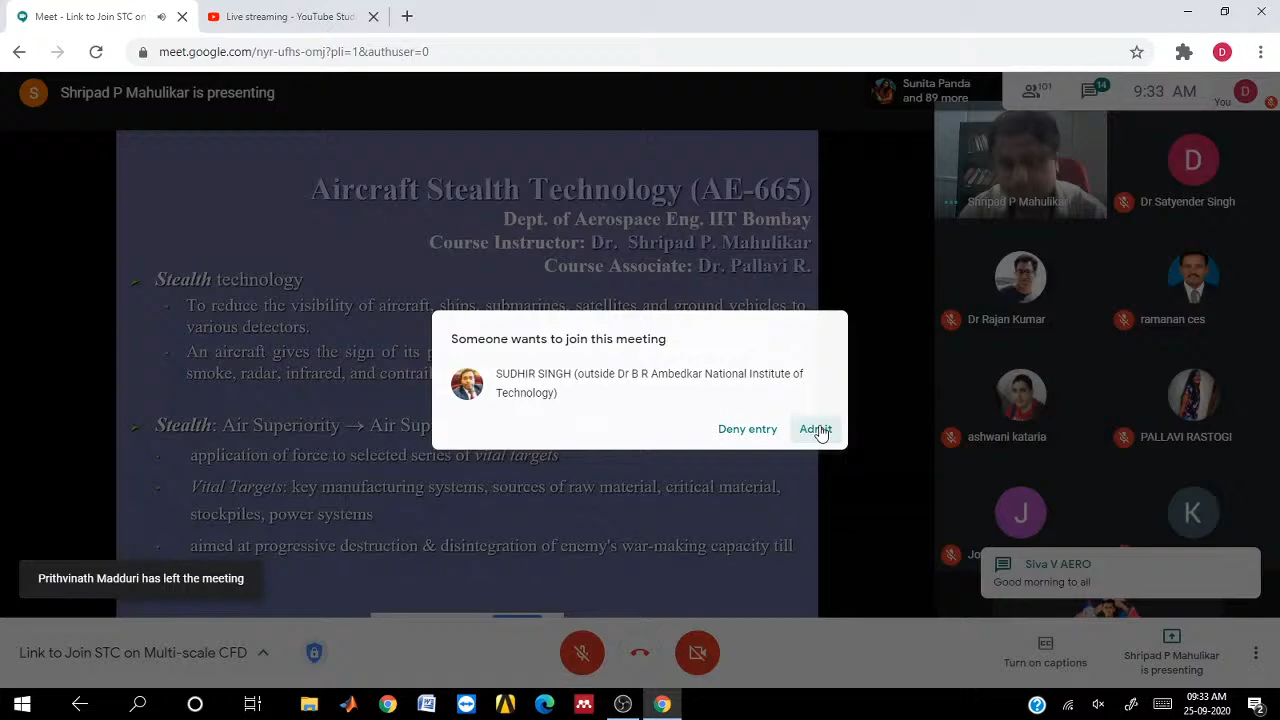 Meet - Link to Join STC on
Live streaming - YouTube Stud
meet.google.com/nyr-ufhs-omj?pli=1&authuser=0
D
S
Shripad P Mahulikar is presenting
Sunita Panda
and 89 more
101
14
9:33 AM
You
D
Aircraft Stealth Technology (AE-665)
Dept. of Aerospace Eng. IIT Bombay
Course Instructor: Dr. Shripad P. Mahulikar
Course Associate: Dr. Pallavi R.
Stealth technology
- To reduce the visibility of aircraft, ships, submarines, satellites and ground vehicles to
various detectors.
- An aircraft gives the sign of its
smoke, radar, infrared, and
Stealth: Air Superiority → Air
application of force to selected series of vital targets
- Vital Targets: key manufacturing systems, sources of raw material, critical material,
stockpiles, power systems
aimed at progressive destruction & disintegration of enemy's war-making capacity till
Someone wants to join this meeting
SUDHIR SINGH (outside Dr B R Ambedkar National Institute of
Technology)
Deny entry
Admit
Shripad P Mahulikar
D
Dr Satyender Singh
Dr Rajan Kumar
ramanan ces
ashwani kataria
PALLAVI RASTOGI
J
K
Siva V AERO
Good morning to all
Prithvinath Madduri has left the meeting
Link to Join STC on Multi-scale CFD
CC
Turn on captions
Shripad P Mahulikar
is presenting
09:33 AM
25-09-2020
2